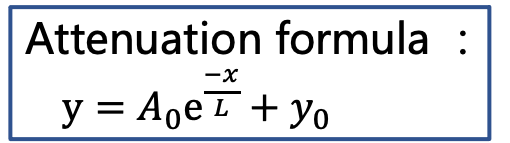 Attenuation formula :
y = A₀e^(-x/L) + y₀